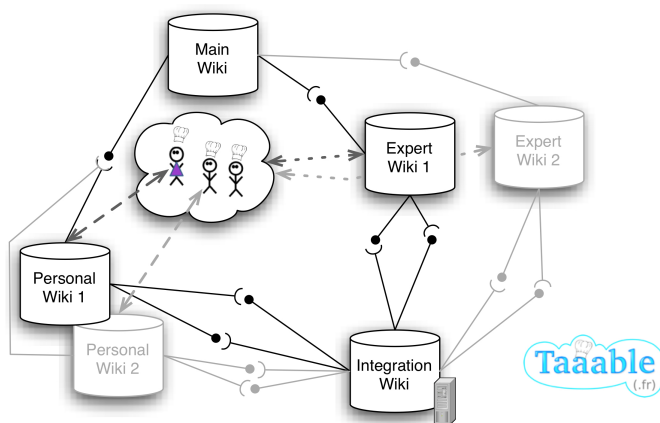 Main
Wiki
Expert
Wiki 1
Expert
Wiki 2
Personal
Wiki 1
Personal
Wiki 2
Integration
Wiki
Taaable
(.fr)